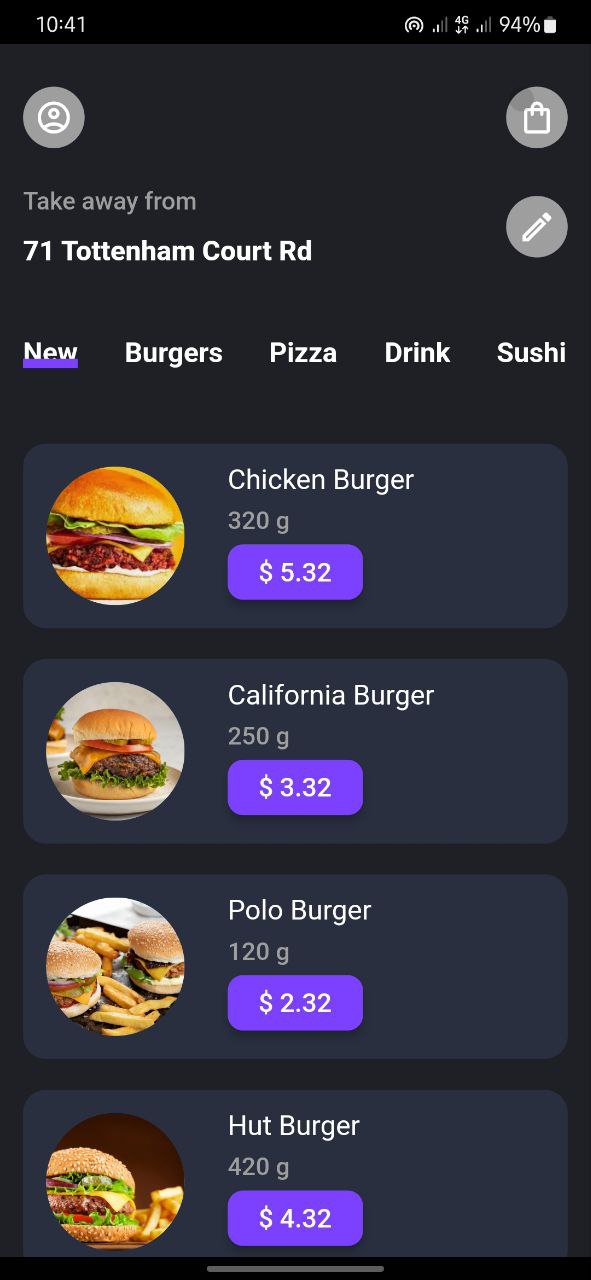 10:41
4G
94%
Take away from
71 Tottenham Court Rd
New Burgers Pizza Drink Sushi
Chicken Burger
320 g
$ 5.32
California Burger
250 g
$ 3.32
Polo Burger
120 g
$ 2.32
Hut Burger
420 g
$ 4.32